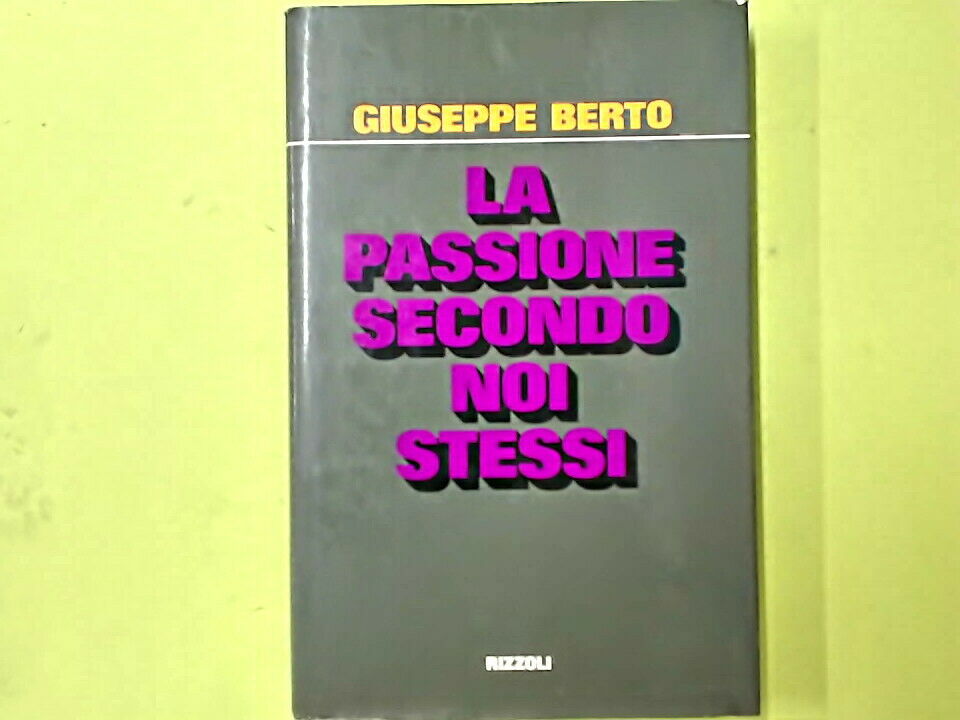 GIUSEPPE BERTO
LA
PASSIONE
SECONDO
NOI
STESSI
RIZZOLI